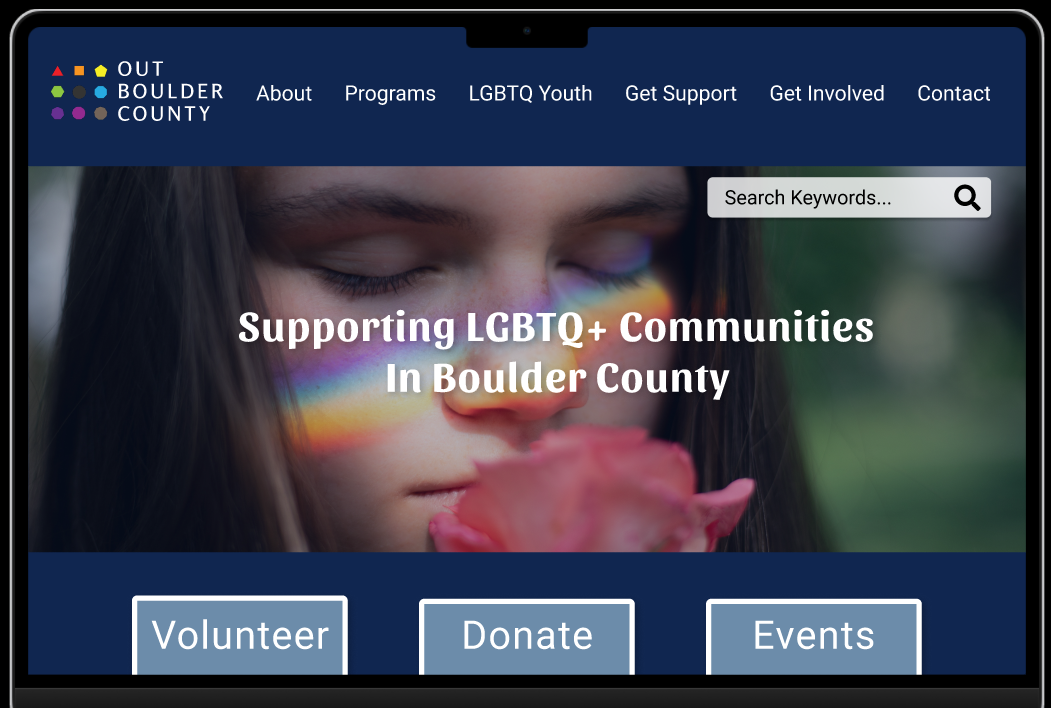 OUT
BOULDER
COUNTY
About Programs LGBTQ Youth Get Support Get Involved Contact
Search Keywords...
Supporting LGBTQ+ Communities
In Boulder County
Volunteer Donate Events